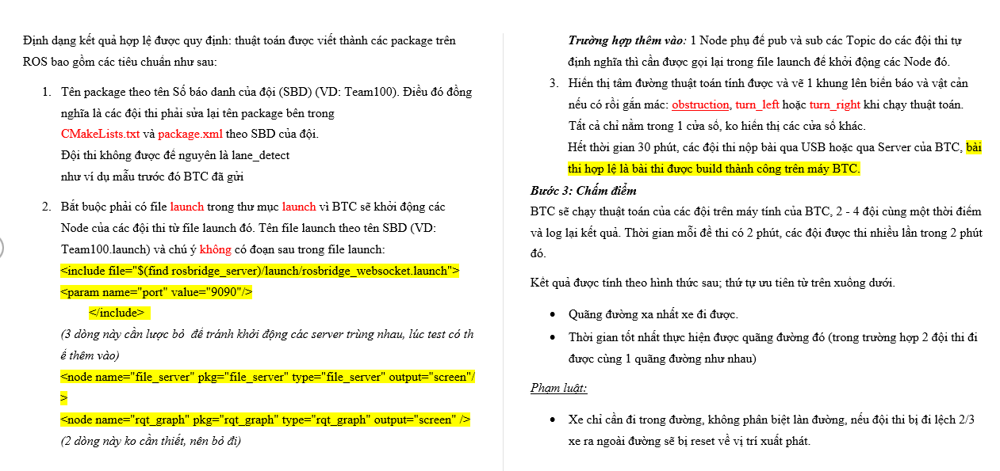 Định dạng kết quả hợp lệ được quy định: thuật toán được viết thành các package trên
ROS bao gồm các tiêu chuẩn như sau:
1. Tên package theo tên Số báo danh của đội (SBD) (VD: Team100). Điều đó đồng
nghĩa là các đội thi phải sửa lại tên package bên trong
CMakeLists.txt và package.xml theo SBD của đội.
Đội thi không được để nguyên là lane_detect
như ví dụ mẫu trước đó BTC đã gửi
2. Bắt buộc phải có file launch trong thư mục launch vì BTC sẽ khởi động các
Node của các đội thi từ file launch đó. Tên file launch theo tên SBD (VD:
Team100.launch) và chú ý không có đoạn sau trong file launch:
<include file="$(find rosbridge_server)/launch/rosbridge_websocket.launch">
<param name="port" value="9090"/>
</include>
(3 dòng này cần lược bỏ để tránh khởi động các server trùng nhau, lúc test có th
ể thêm vào)
<node name="file_server" pkg="file_server" type="file_server" output="screen"/
>
<node name="rqt_graph" pkg="rqt_graph" type="rqt_graph" output="screen" />
(2 dòng này ko cần thiết, nên bỏ đi)
Trường hợp thêm vào: 1 Node phụ để pub và sub các Topic do các đội thi tự
định nghĩa thì cần được gọi lại trong file launch để khởi động các Node đó.
3. Hiển thị tâm đường thuật toán tính được và vẽ 1 khung lên biển báo và vật cản
nếu có rồi gắn mác: obstruction, turn_left hoặc turn_right khi chạy thuật toán.
Tất cả chỉ nằm trong 1 cửa sổ, ko hiển thị các cửa sổ khác.
Hết thời gian 30 phút, các đội thi nộp bài qua USB hoặc qua Server của BTC, bài
thi hợp lệ là bài thi được build thành công trên máy BTC.
Bước 3: Chấm điểm
BTC sẽ chạy thuật toán của các đội trên máy tính của BTC, 2 - 4 đội cùng một thời điểm
và log lại kết quả. Thời gian mỗi đề thi có 2 phút, các đội được thi nhiều lần trong 2 phút
đó.
Kết quả được tính theo hình thức sau; thứ tự ưu tiên từ trên xuống dưới.
• Quãng đường xa nhất xe đi được.
• Thời gian tốt nhất thực hiện được quãng đường đó (trong trường hợp 2 đội thi đi
được cùng 1 quãng đường như nhau)
Phạm luật:
• Xe chỉ cần đi trong đường, không phân biệt làn đường, nếu đội thi bị đi lệch 2/3
xe ra ngoài đường sẽ bị reset về vị trí xuất phát.